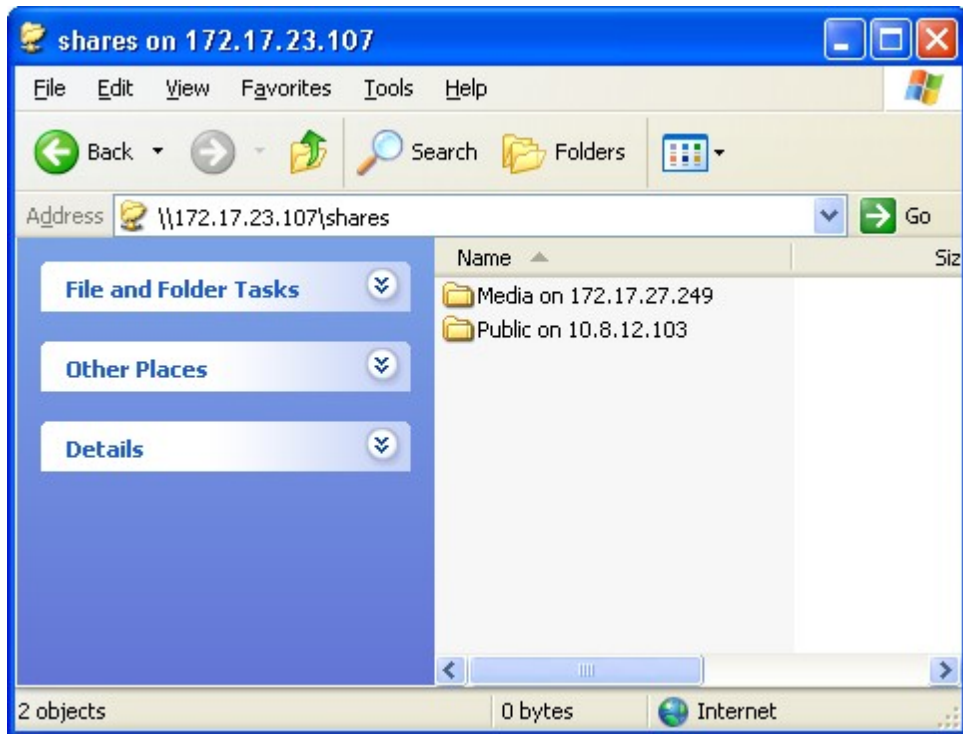 shares on 172.17.23.107
File Edit View Favorites Tools Help
Back Search Folders
Address \\172.17.23.107\shares Go
Name Siz
File and Folder Tasks
Media on 172.17.27.249
Public on 10.8.12.103
Other Places
Details
2 objects 0 bytes Internet